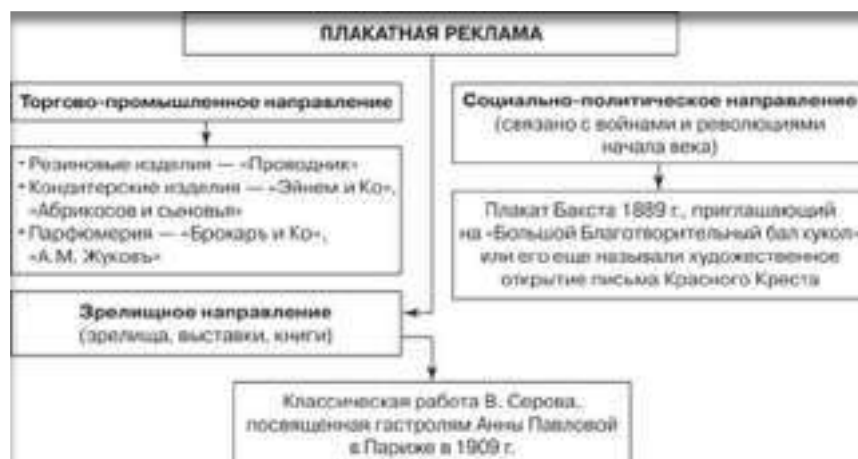 ПЛАКАТНАЯ РЕКЛАМА
Торгово-промышленное направление
• Резиновые изделия — «Проводник»
• Кондитерские изделия — «Эйнем и Ко»,
«Абрикосов и сыновья»
• Парфюмерия — «Брокаръ и Ко»,
«А.М. Жуковъ»
Социально-политическое направление
(связано с войнами и революциями
начала века)
Плакат Бакста 1889 г., приглашающий
на «Большой Благотворительный бал кукол»
или его еще называли художественное
открытие письма Красного Креста
Зрелищное направление
(зрелища, выставки, книги)
Классическая работа В. Серова,
посвященная гастролям Анны Павловой
в Париже в 1909 г.